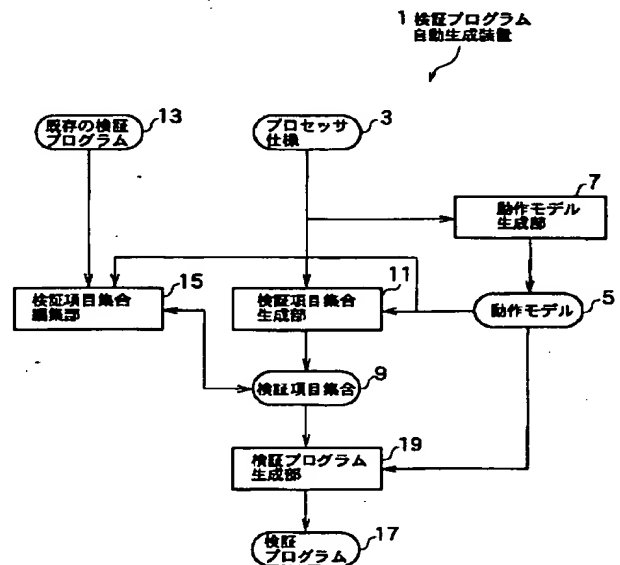 1 検証プログラム
自動生成装置
既存の検証
プログラム
13
プロセッサ
仕様
3
動作モデル
生成部
7
検証項目集合
編集部
15
検証項目集合
生成部
11
動作モデル
5
検証項目集合
9
検証プログラム
生成部
19
検証
プログラム
17